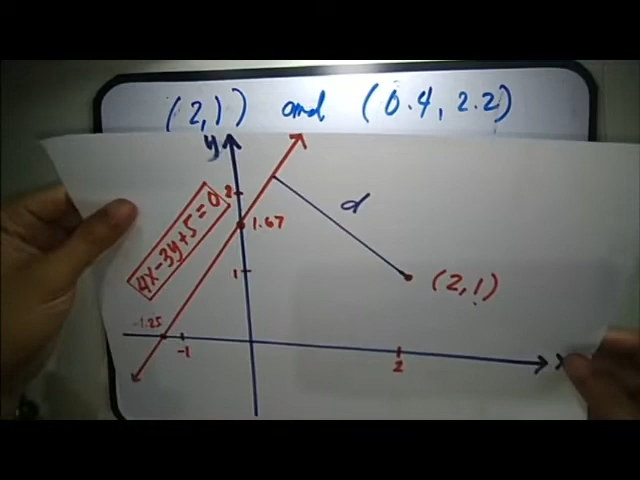 (2,1) and (0.4, 2.2)
y
2
d
4x-3y+5=0
1.67
1
(2,1)
-1.25
-1
2
x